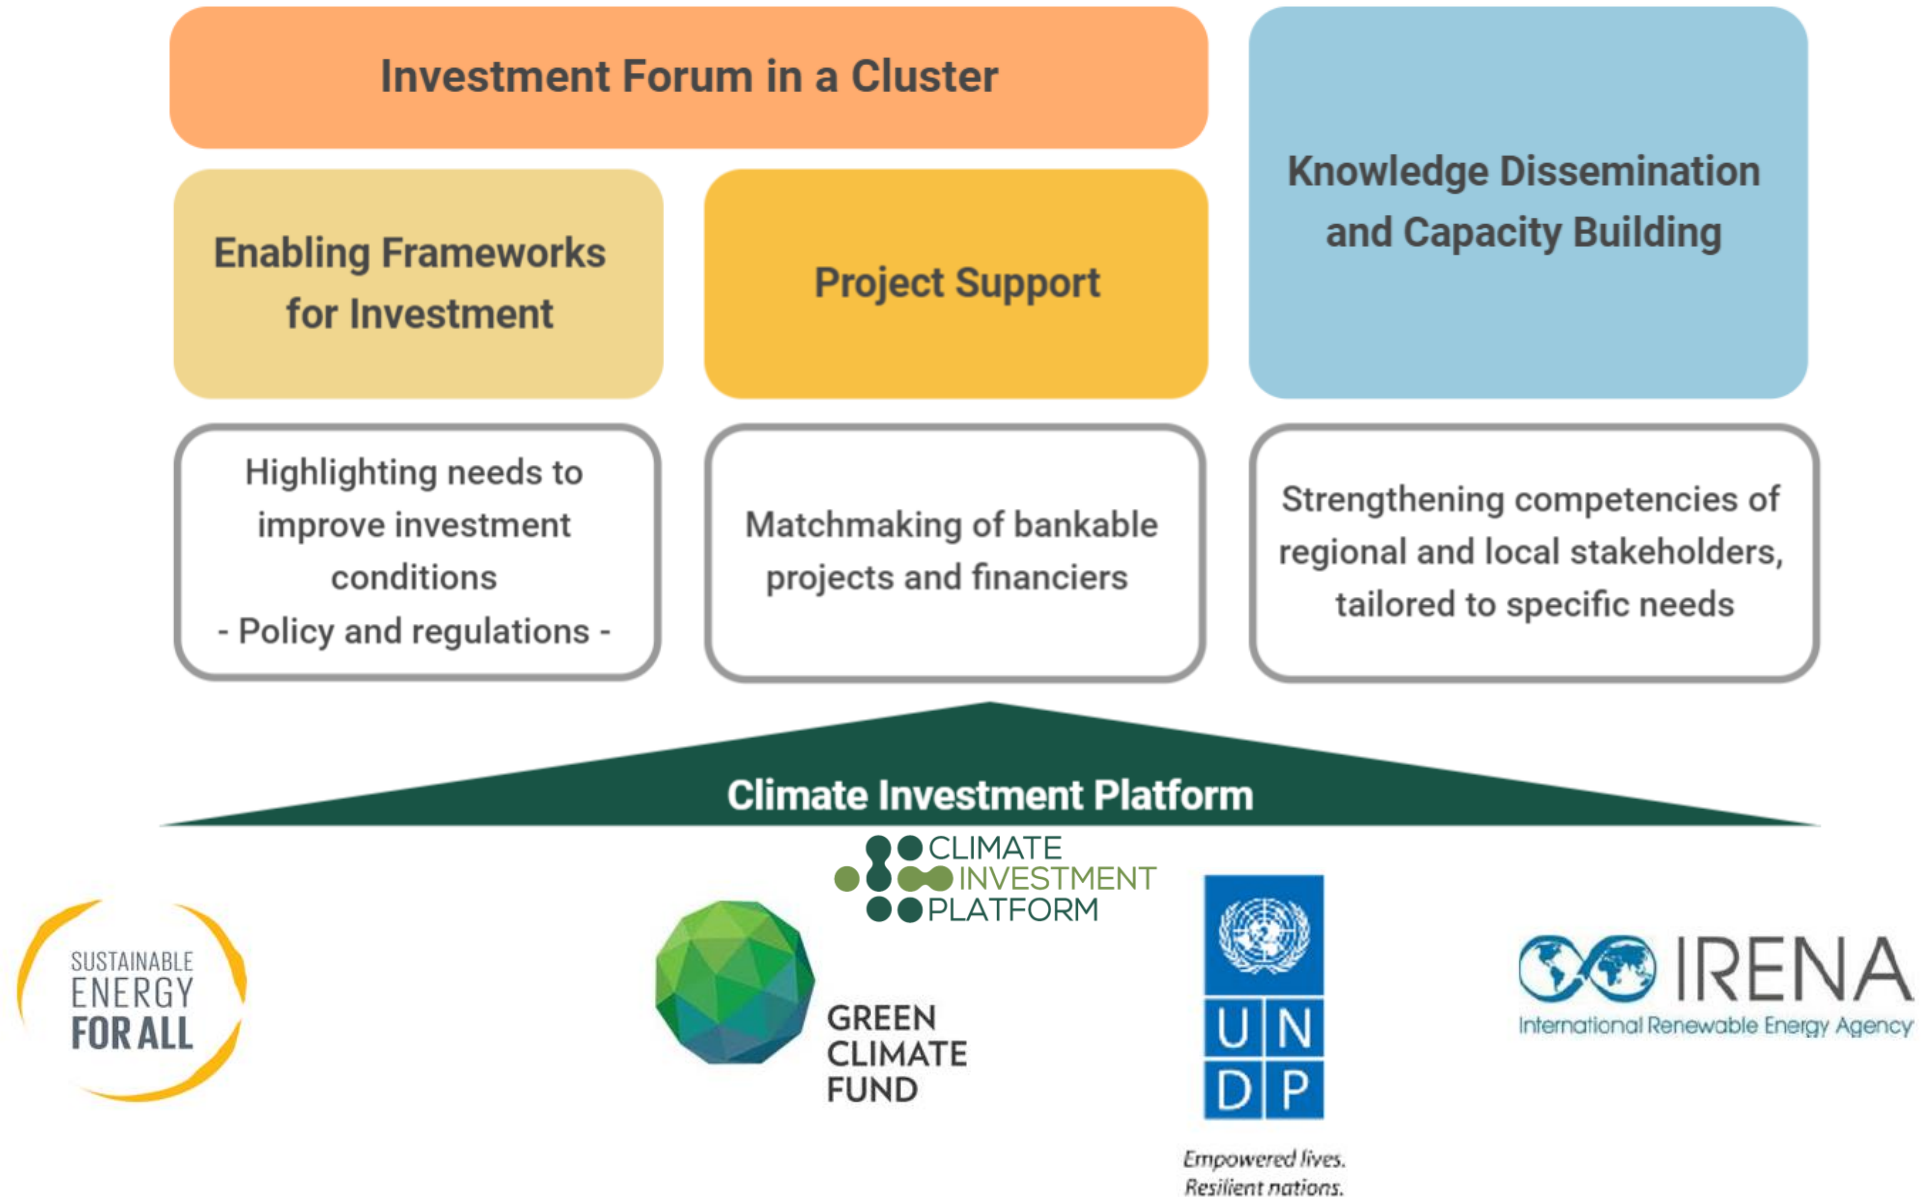 Investment Forum in a Cluster
Enabling Frameworks
for Investment
Project Support
Knowledge Dissemination
and Capacity Building
Highlighting needs to
improve investment
conditions
- Policy and regulations -
Matchmaking of bankable
projects and financiers
Strengthening competencies of
regional and local stakeholders,
tailored to specific needs
Climate Investment Platform
CLIMATE
INVESTMENT
PLATFORM
SUSTAINABLE
ENERGY
FOR ALL
GREEN
CLIMATE
FUND
U N
D P
Empowered lives.
Resilient nations.
IRENA
International Renewable Energy Agency